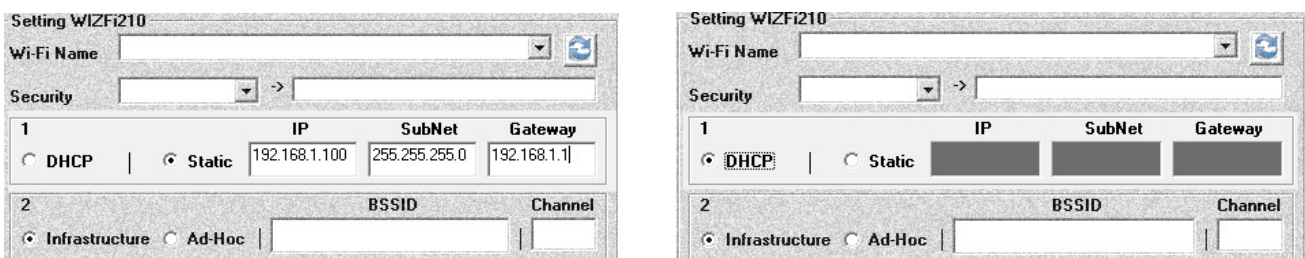 Setting WIZFi210
Wi-Fi Name
Security ->
1 IP SubNet Gateway
DHCP | Static 192.168.1.100 255.255.255.0 192.168.1.1
2 BSSID Channel
Infrastructure Ad-Hoc | |
Setting WIZFi210
Wi-Fi Name
Security ->
1 IP SubNet Gateway
DHCP | Static
2 BSSID Channel
Infrastructure Ad-Hoc | |